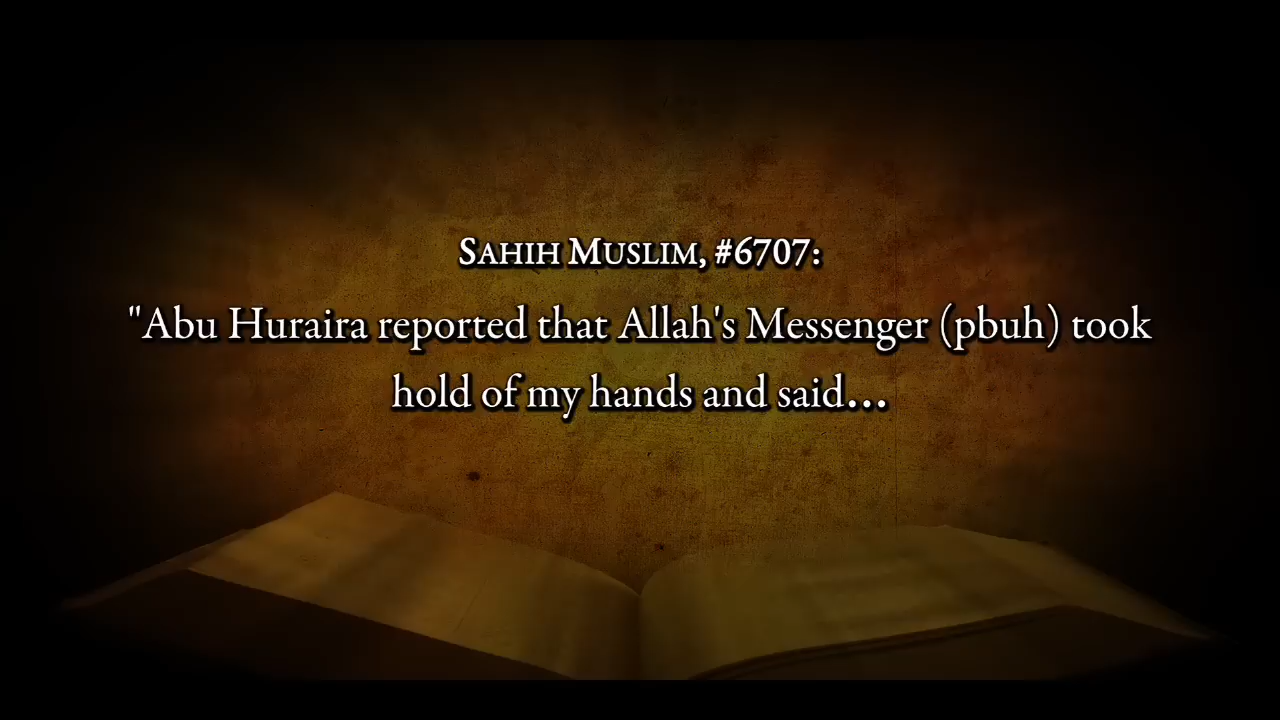 SAHIH MUSLIM, #6707:
"Abu Huraira reported that Allah's Messenger (pbuh) took
hold of my hands and said...